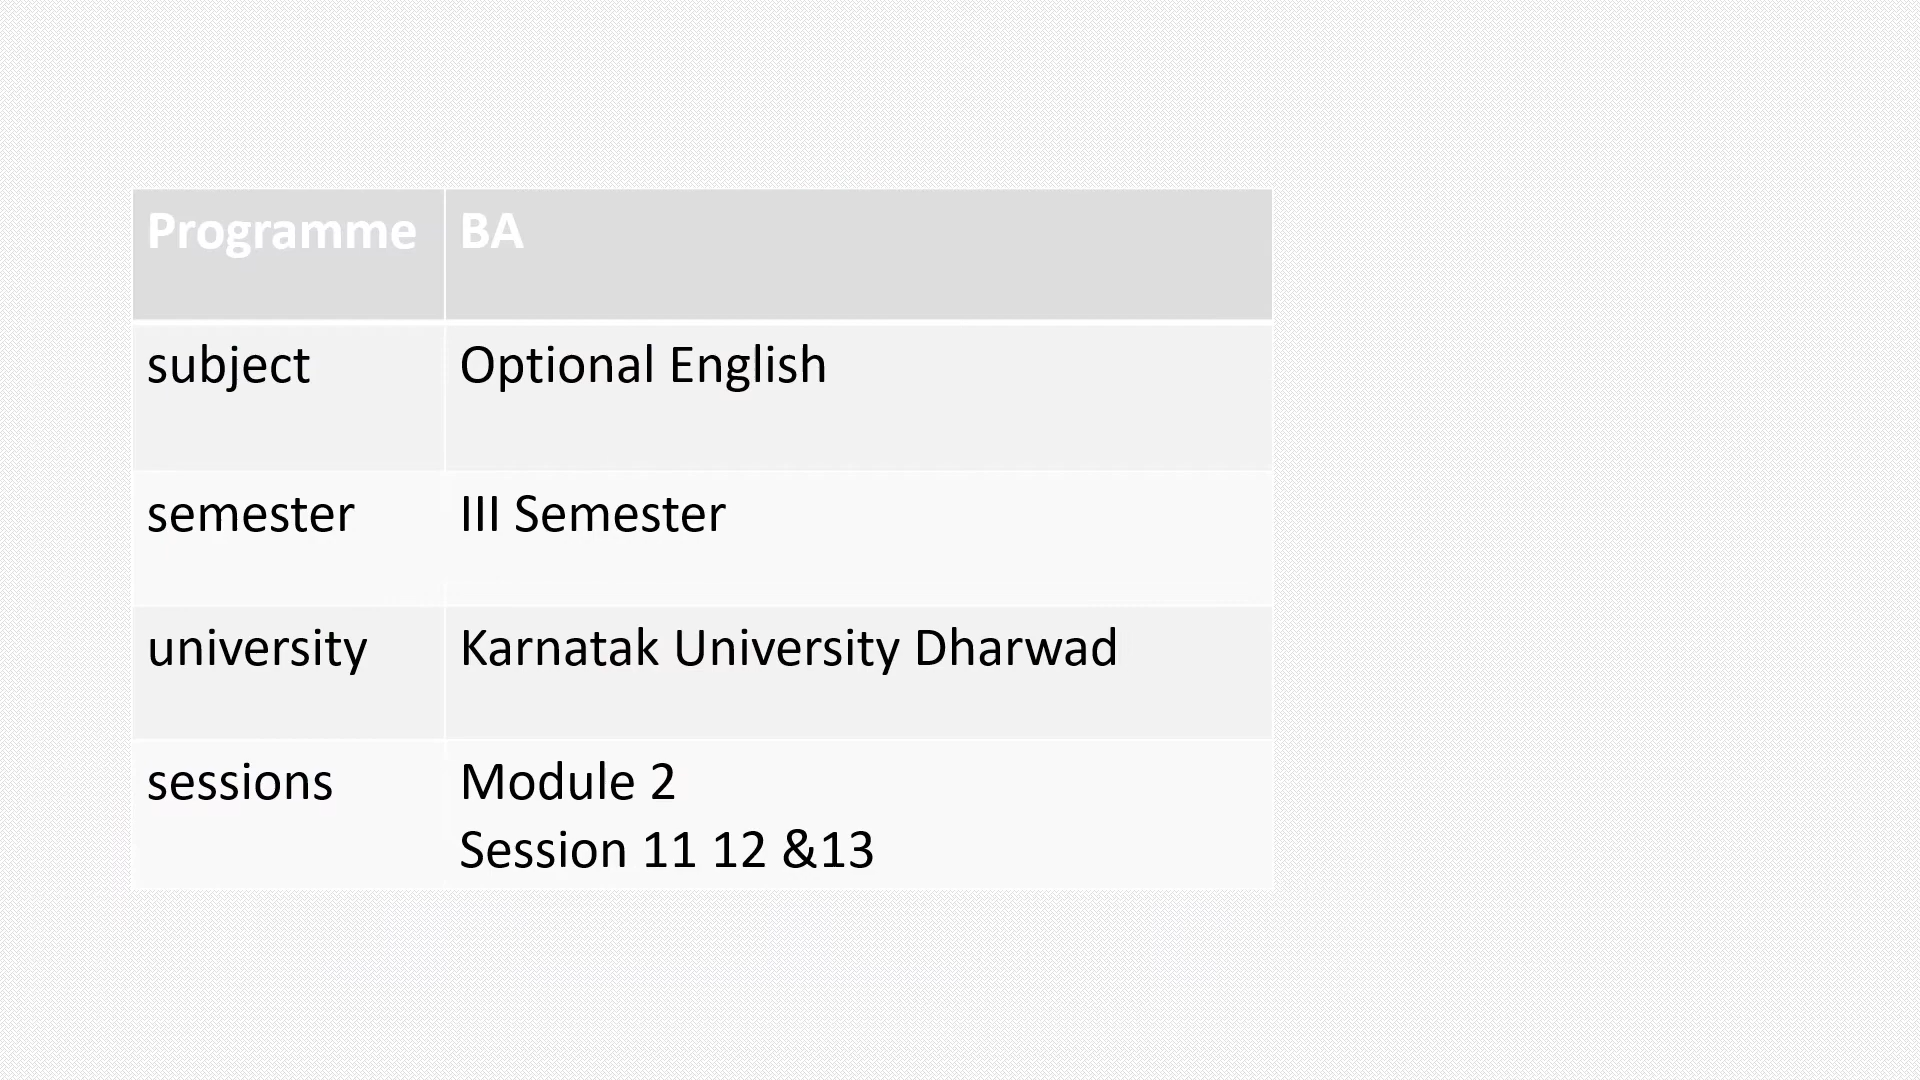 Programme BA
subject Optional English
semester III Semester
university Karnatak University Dharwad
sessions Module 2
Session 11 12 &13